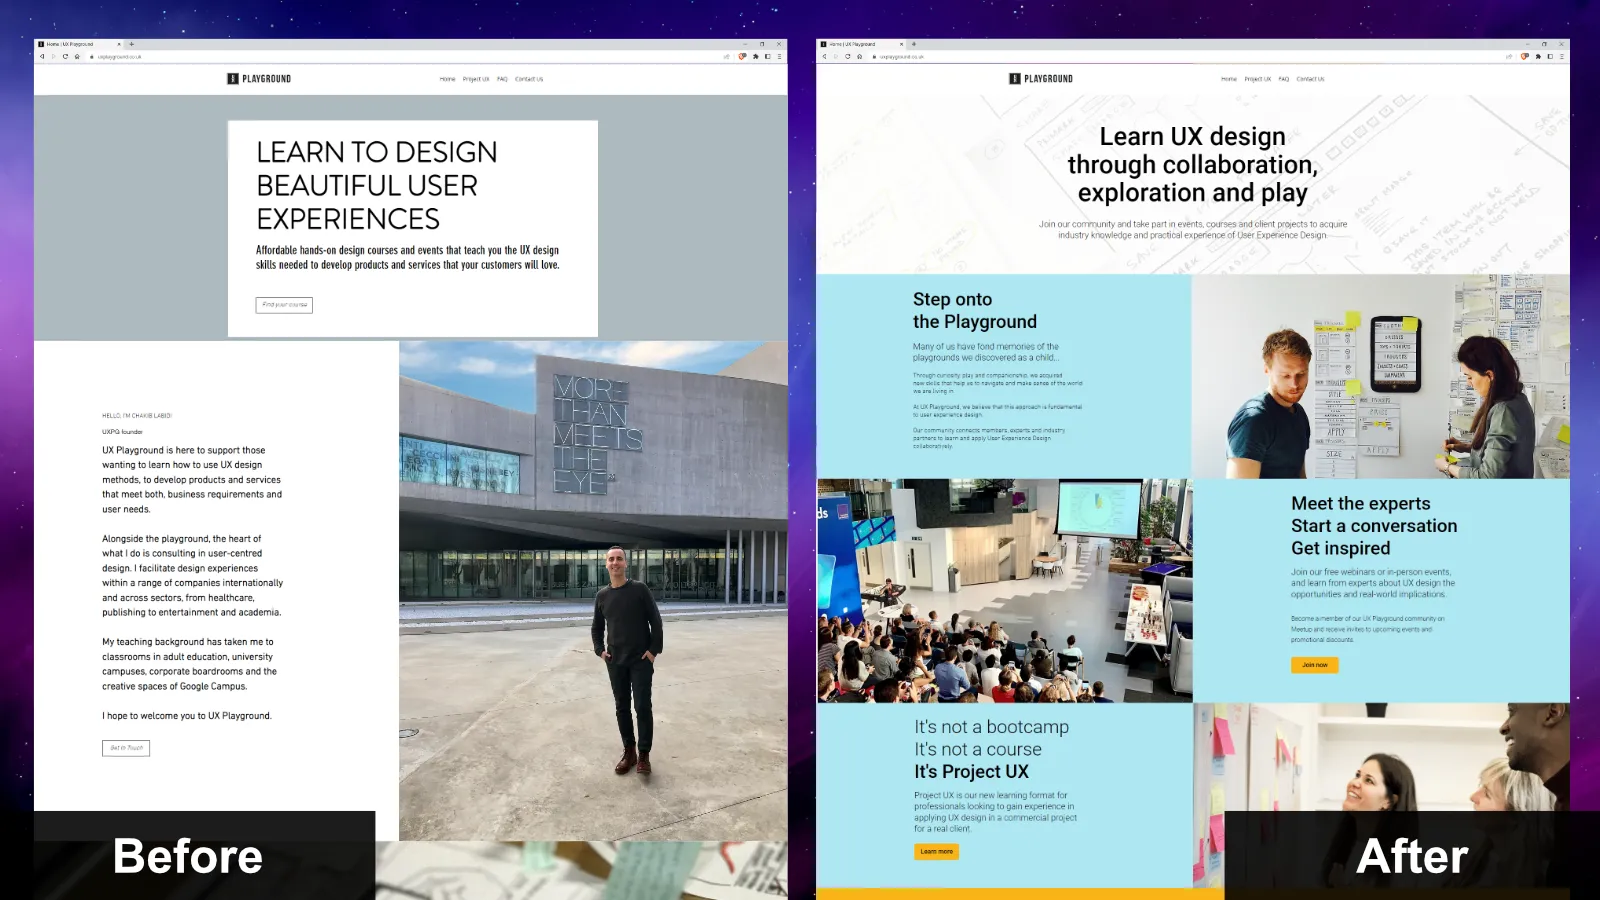 Home | UX Playground
uxplayground.co.uk
PLAYGROUND
Home Project UX FAQ Contact Us
LEARN TO DESIGN
BEAUTIFUL USER
EXPERIENCES
Affordable hands-on design courses and events that teach you the UX design
skills needed to develop products and services that your customers will love.
Find your course
HELLO, I'M CHAKIB LABIDI
UXPG founder
UX Playground is here to support those
wanting to learn how to use UX design
methods, to develop products and services
that meet both, business requirements and
user needs.
Alongside the playground, the heart of
what I do is consulting in user-centred
design. I facilitate design experiences
within a range of companies internationally
and across sectors, from healthcare,
publishing to entertainment and academia.
My teaching background has taken me to
classrooms in adult education, university
campuses, corporate boardrooms and the
creative spaces of Google Campus.
I hope to welcome you to UX Playground.
Get in Touch
MORE
THAN
MEETS
THE
EYE
Before
Home | UX Playground
uxplayground.co.uk
PLAYGROUND
Home Project UX FAQ Contact Us
Learn UX design
through collaboration,
exploration and play
Join our community and take part in events, courses and client projects to acquire
industry knowledge and practical experience of User Experience Design.
Step onto
the Playground
Many of us have fond memories of the
playgrounds we discovered as a child...
Through curiosity, play and companionship, we acquired
new skills that help us to navigate and make sense of the world
we are living in.
At UX Playground, we believe that this approach is fundamental
to user experience design.
Our community connects members, experts and industry
partners to learn and apply User Experience Design
collaboratively.
TITLE
APPLY
SIZE
APPLY
ds
Meet the experts
Start a conversation
Get inspired
Join our free webinars or in-person events,
and learn from experts about UX design the
opportunities and real-world implications.
Become a member of our UX Playground community on
Meetup and receive invites to upcoming events and
promotional discounts.
Join now
It's not a bootcamp
It's not a course
It's Project UX
Project UX is our new learning format for
professionals looking to gain experience in
applying UX design in a commercial project
for a real client.
Learn more
After